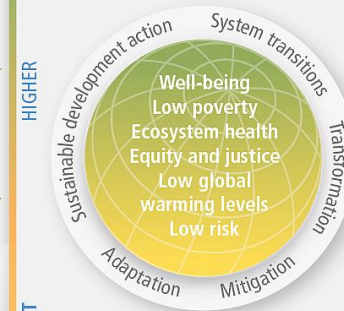 HIGHER
Sustainable development action
System transitions
Transformation
Mitigation
Adaptation
Well-being
Low poverty
Ecosystem health
Equity and justice
Low global
warming levels
Low risk